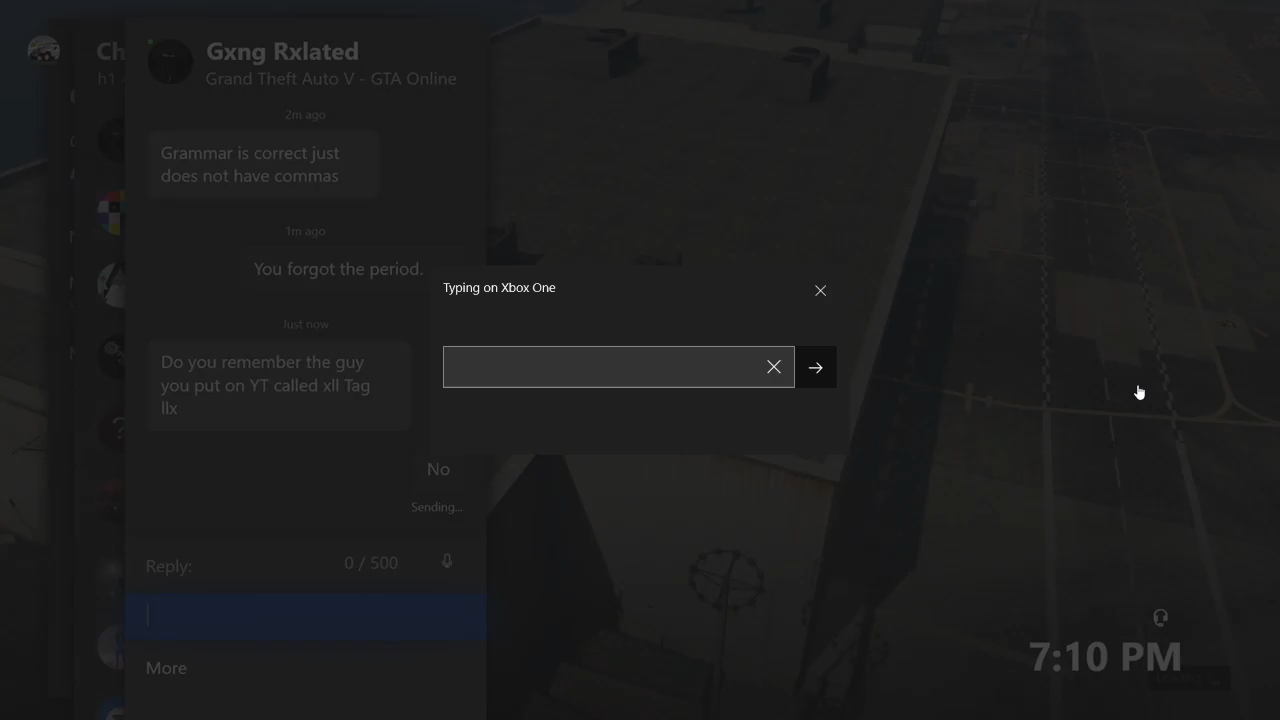 Ch
h1
Gxng Rxlated
Grand Theft Auto V - GTA Online
2m ago
Grammar is correct just
does not have commas
1m ago
You forgot the period.
Just now
Do you remember the guy
you put on YT called xll Tag
llx
No
Sending...
Reply:
0 / 500
More
Typing on Xbox One
7:10 PM